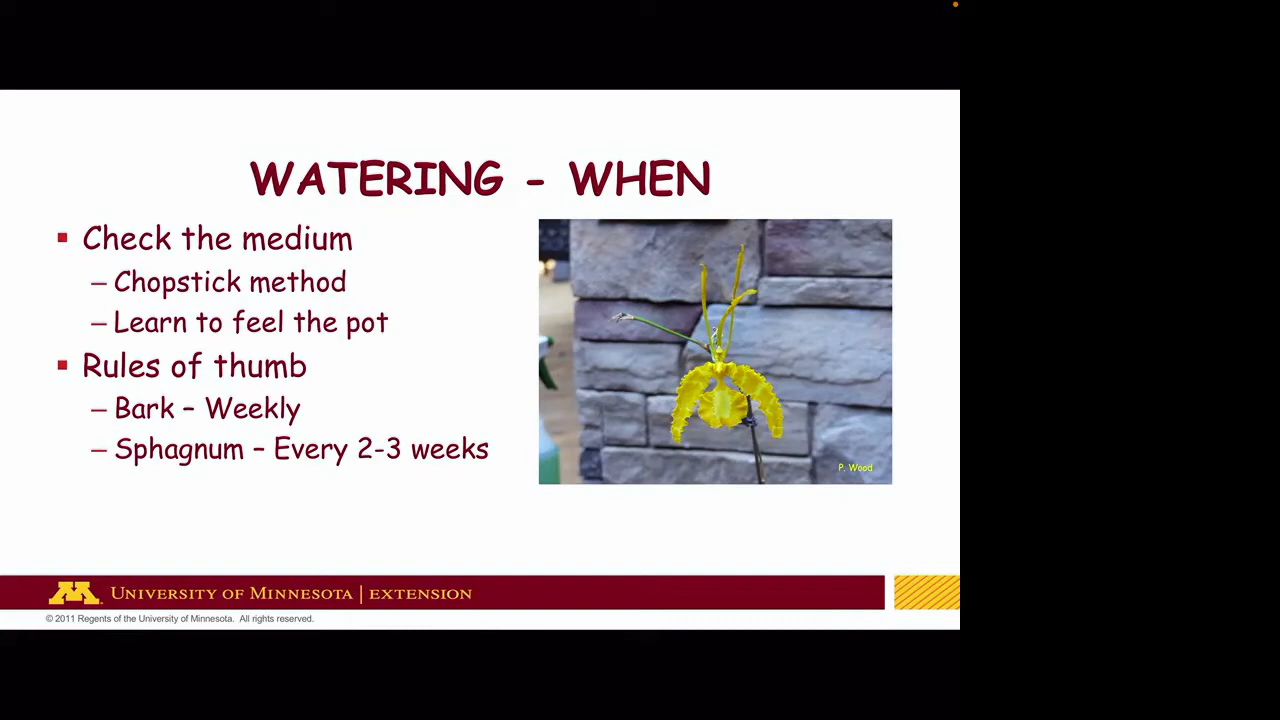 WATERING - WHEN
Check the medium
– Chopstick method
– Learn to feel the pot
Rules of thumb
– Bark – Weekly
– Sphagnum – Every 2-3 weeks
P. Wood
M UNIVERSITY OF MINNESOTA | EXTENSION
© 2011 Regents of the University of Minnesota. All rights reserved.